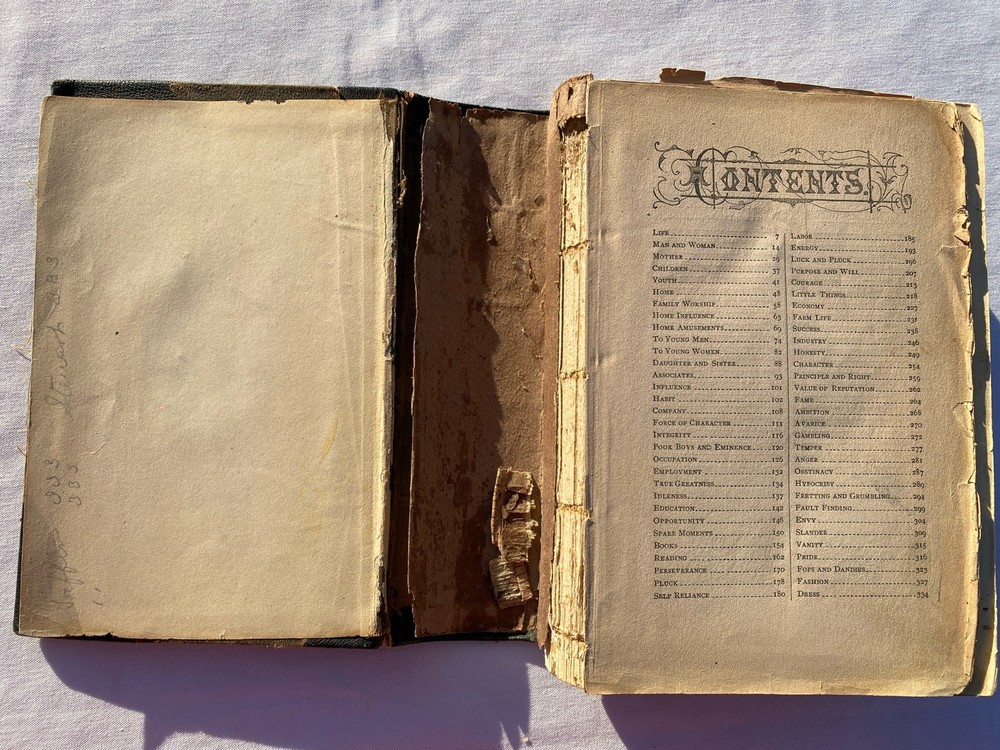 CONTENTS.
LIFE 7
MAN AND WOMAN 14
MOTHER 29
CHILDREN 37
YOUTH 41
HOME 48
FAMILY WORSHIP 58
HOME INFLUENCE 63
HOME AMUSEMENTS 69
TO YOUNG MEN 74
TO YOUNG WOMEN 82
DAUGHTER AND SISTER 88
ASSOCIATES 93
INFLUENCE 101
HABIT 102
COMPANY 108
FORCE OF CHARACTER 111
INTEGRITY 116
POOR BOYS AND EMINENCE 120
OCCUPATION 126
EMPLOYMENT 132
TRUE GREATNESS 134
IDLENESS 137
EDUCATION 142
OPPORTUNITY 148
SPARE MOMENTS 150
BOOKS 154
READING 162
PERSEVERANCE 170
PLUCK 178
SELF RELIANCE 180
LABOR 185
ENERGY 193
LUCK AND PLUCK 196
PURPOSE AND WILL 207
COURAGE 213
LITTLE THINGS 218
ECONOMY 227
FARM LIFE 231
SUCCESS 238
INDUSTRY 246
HONESTY 249
CHARACTER 254
PRINCIPLE AND RIGHT 259
VALUE OF REPUTATION 262
FAME 264
AMBITION 268
AVARICE 270
GAMBLING 272
TEMPER 277
ANGER 281
OBSTINACY 287
HYPOCRISY 289
FRETTING AND GRUMBLING 294
FAULT FINDING 299
ENVY 304
SLANDER 309
VANITY 315
PRIDE 316
FOPS AND DANDIES 323
FASHION 327
DRESS 334